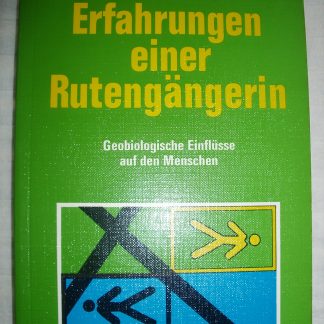 Erfahrungen
einer
Rutengängerin
Geobiologische Einflüsse
auf den Menschen